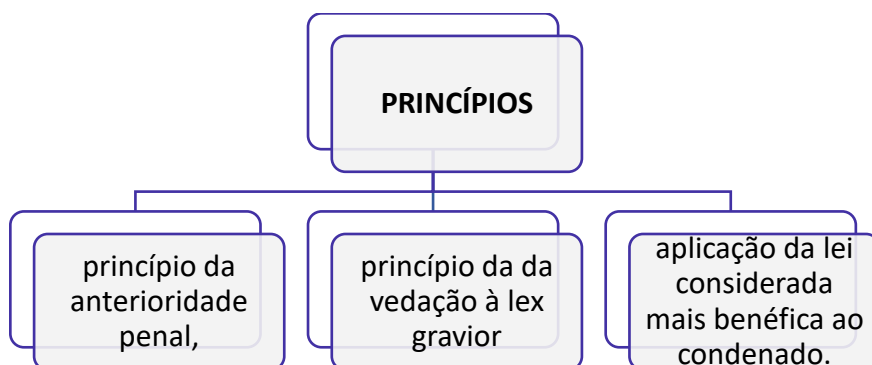 PRINCÍPIOS
princípio da
anterioridade
penal,
princípio da da
vedação à lex
gravior
aplicação da lei
considerada
mais benéfica ao
condenado.